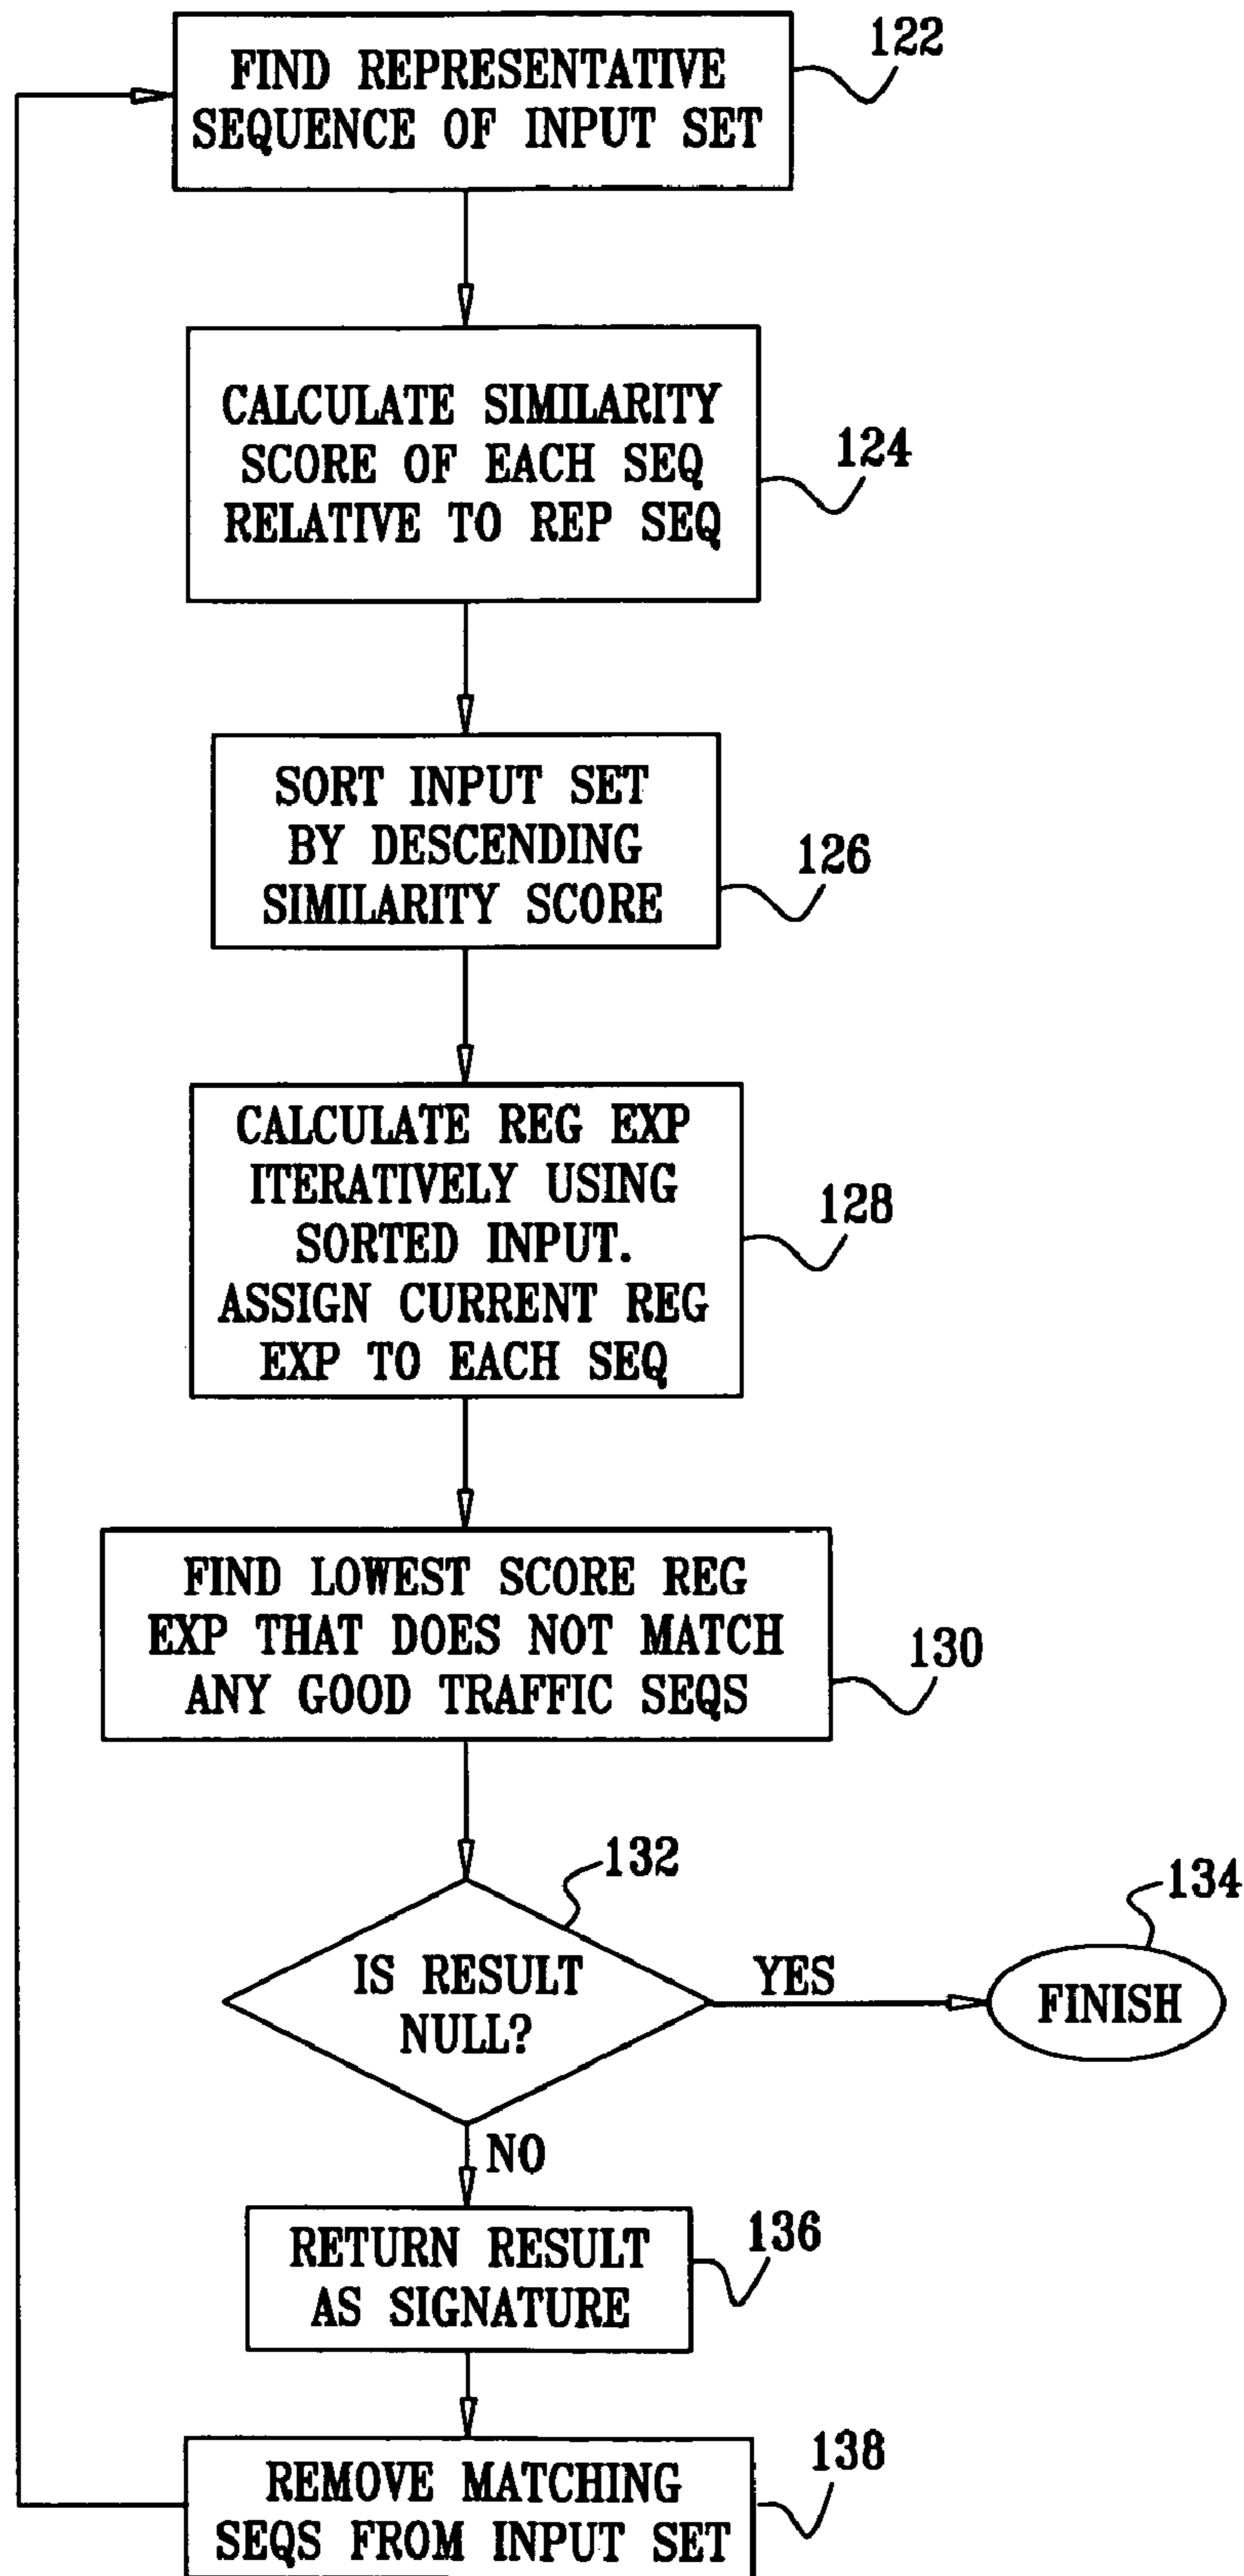 FIND REPRESENTATIVE
SEQUENCE OF INPUT SET
122
CALCULATE SIMILARITY
SCORE OF EACH SEQ
RELATIVE TO REP SEQ
124
SORT INPUT SET
BY DESCENDING
SIMILARITY SCORE
126
CALCULATE REG EXP
ITERATIVELY USING
SORTED INPUT.
ASSIGN CURRENT REG
EXP TO EACH SEQ
128
FIND LOWEST SCORE REG
EXP THAT DOES NOT MATCH
ANY GOOD TRAFFIC SEQS
130
132
IS RESULT
NULL?
YES
134
FINISH
NO
RETURN RESULT
AS SIGNATURE
136
REMOVE MATCHING
SEQS FROM INPUT SET
138